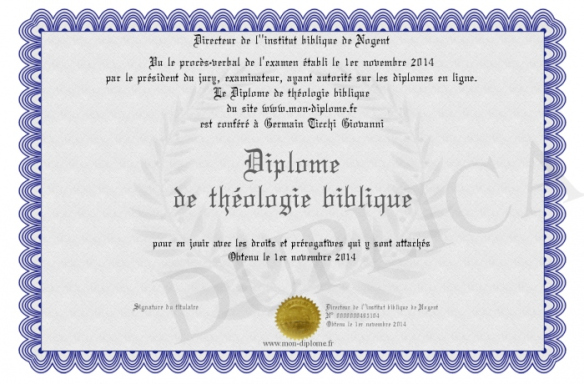 Directeur de l''institut biblique de Nogent
Vu le procès-verbal de l'examen établi le 1er novembre 2014
par le président du jury, examinateur, ayant autorité sur les diplomes en ligne.
Le Diplome de théologie biblique
du site www.mon-diplome.fr
est conféré à Germain Ticchi Giovanni
Diplome
de théologie biblique
DUPLICA
pour en jouir avec les droits et prérogatives qui y sont attachés
Obtenu le 1er novembre 2014
Signature du titulaire
Directeur de l''institut biblique de Nogent
N°
Obtenu le 1er novembre 2014
www.mon-diplome.fr